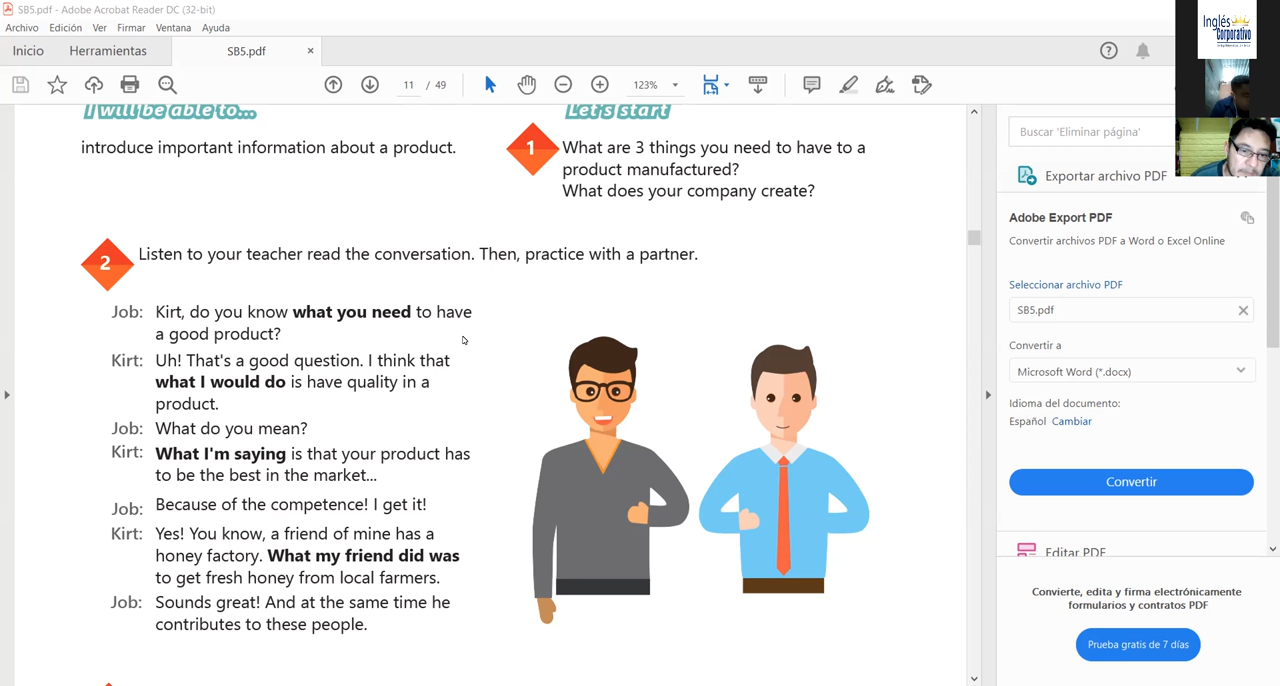 SB5.pdf - Adobe Acrobat Reader DC (32-bit)
Archivo Edición Ver Firmar Ventana Ayuda
Inicio Herramientas SB5.pdf ×
11 / 49 123%
I will be able to...
introduce important information about a product.
Let's start
1 What are 3 things you need to have to a
product manufactured?
What does your company create?
2 Listen to your teacher read the conversation. Then, practice with a partner.
Job: Kirt, do you know what you need to have
a good product?
Kirt: Uh! That's a good question. I think that
what I would do is have quality in a
product.
Job: What do you mean?
Kirt: What I'm saying is that your product has
to be the best in the market...
Job: Because of the competence! I get it!
Kirt: Yes! You know, a friend of mine has a
honey factory. What my friend did was
to get fresh honey from local farmers.
Job: Sounds great! And at the same time he
contributes to these people.
Inglés
Corporativo
Buscar 'Eliminar página'
Exportar archivo PDF
Adobe Export PDF
Convertir archivos PDF a Word o Excel Online
Seleccionar archivo PDF
SB5.pdf
Convertir a
Microsoft Word (*.docx)
Idioma del documento:
Español Cambiar
Convertir
Editar PDF
Convierte, edita y firma electrónicamente
formularios y contratos PDF
Prueba gratis de 7 días